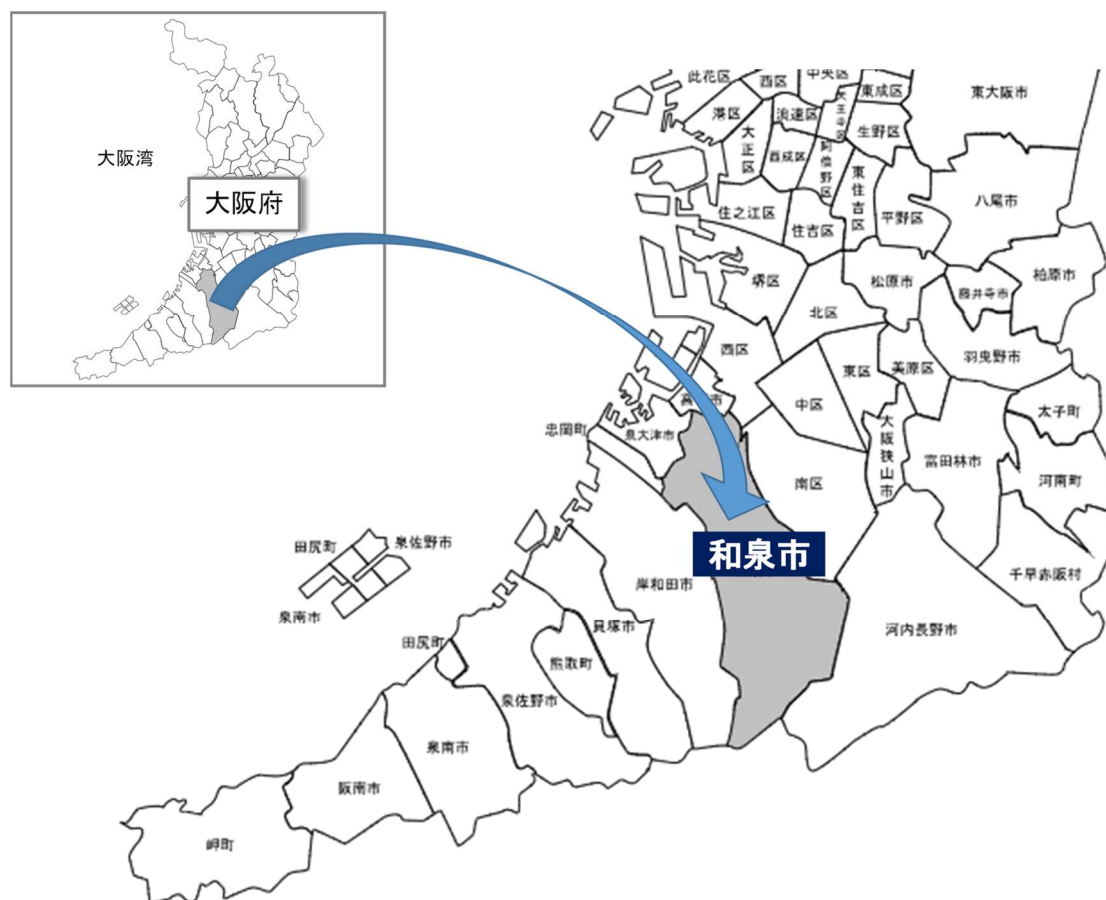 大阪湾
大阪府
此花区
西区
中央区
東成区
東大阪市
港区
浪速区
天王寺区
生野区
大正区
西成区
阿倍野区
東住吉区
八尾市
住之江区
住吉区
平野区
柏原市
堺区
松原市
藤井寺市
北区
西区
東区
美原区
羽曳野市
中区
太子町
忠岡町
泉大津市
大阪狭山市
富田林市
河南町
南区
田尻町
泉佐野市
和泉市
千早赤阪村
岸和田市
泉南市
貝塚市
河内長野市
田尻町
熊取町
泉佐野市
泉南市
阪南市
岬町